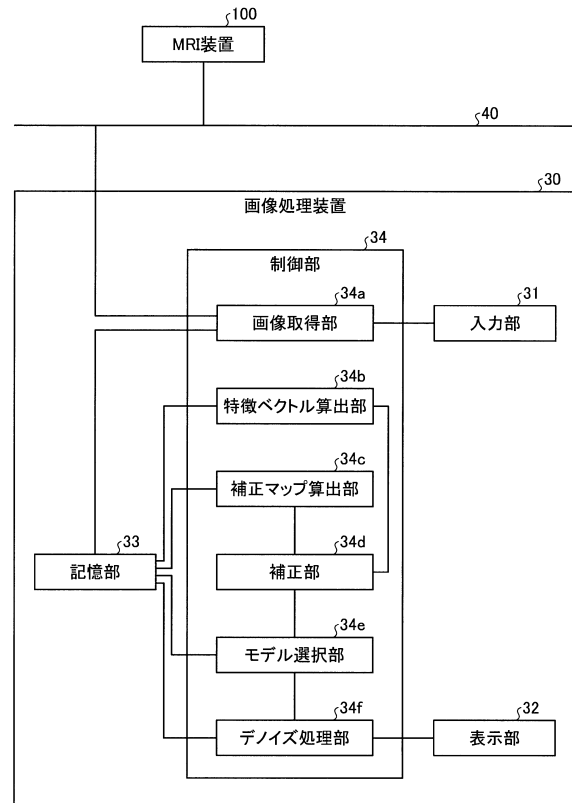 100
MRI装置
40
30
画像処理装置
34
制御部
34a
画像取得部
31
入力部
34b
特徴ベクトル算出部
34c
補正マップ算出部
33
記憶部
34d
補正部
34e
モデル選択部
34f
デノイズ処理部
32
表示部